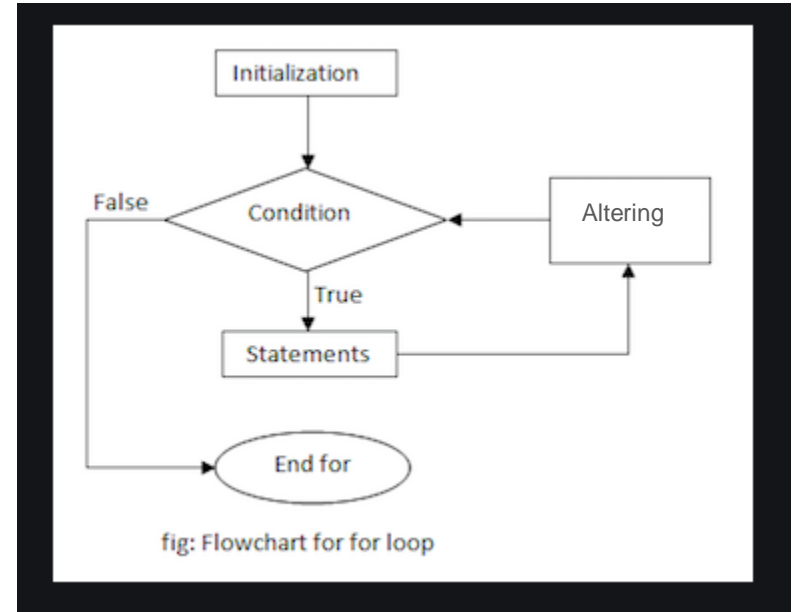 Initialization
False
Condition
Altering
True
Statements
End for
fig: Flowchart for for loop